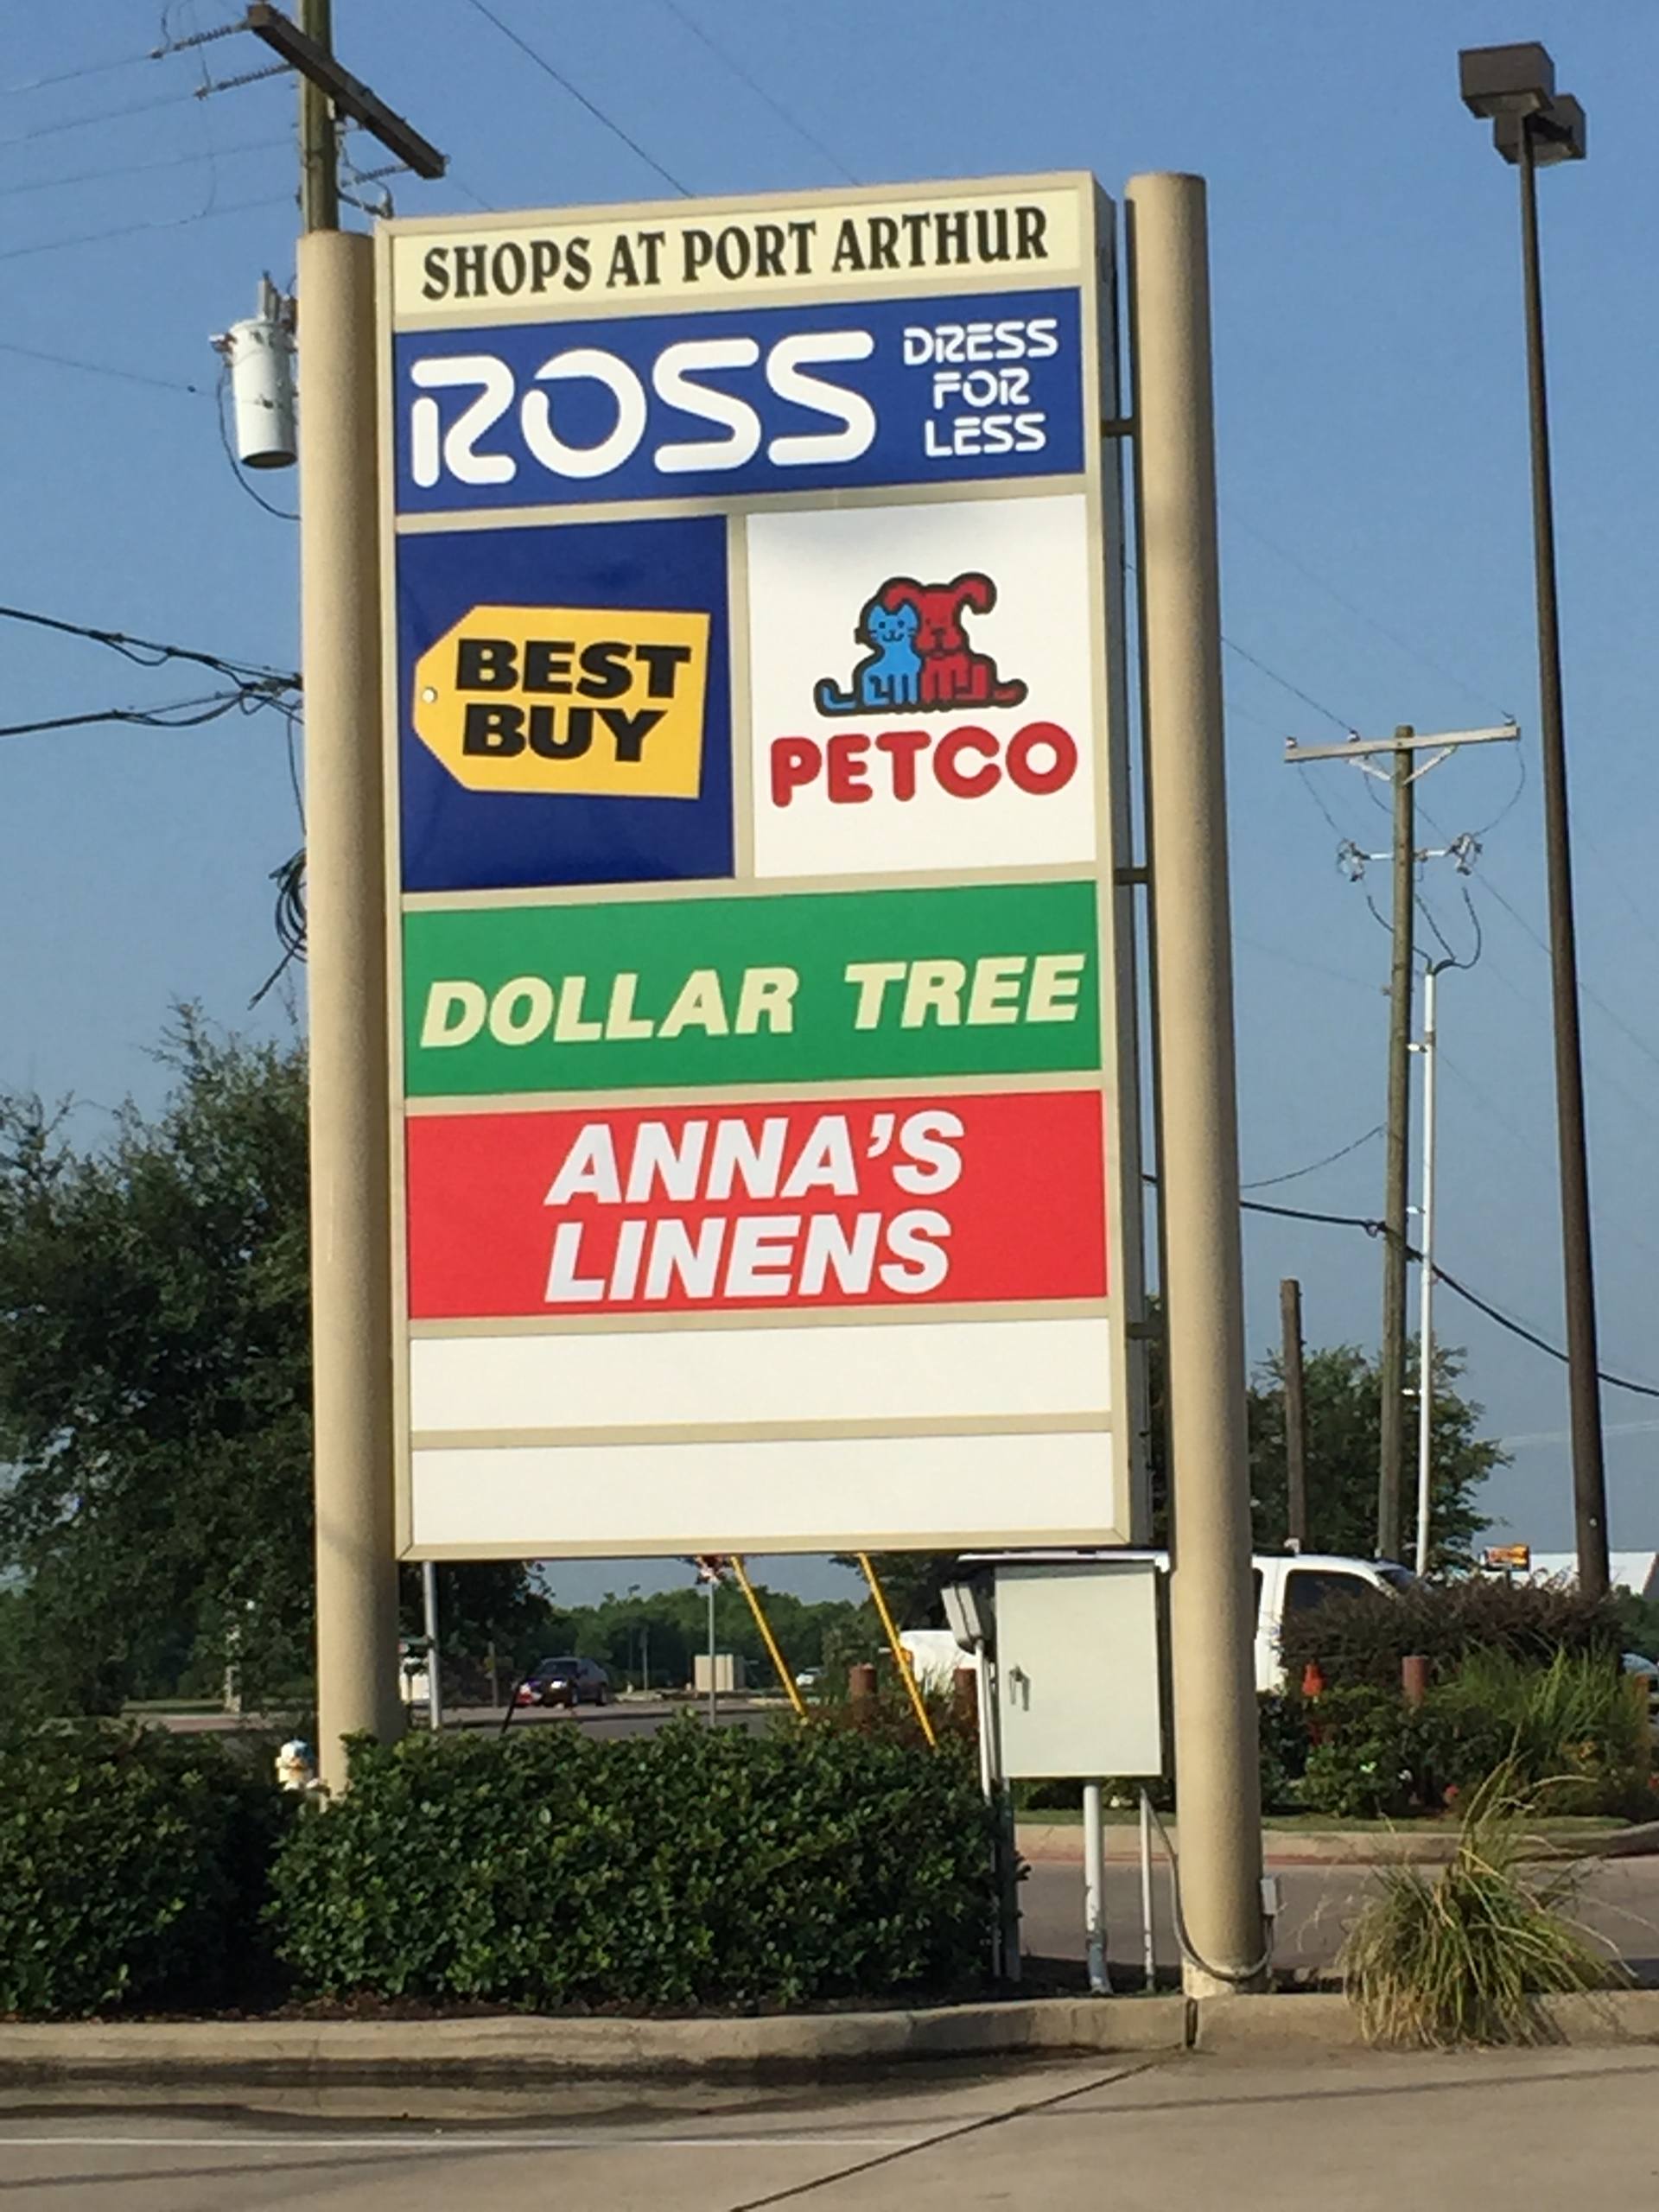 SHOPS AT PORT ARTHUR
ROSS
DRESS
FOR
LESS
BEST
BUY
PETCO
DOLLAR TREE
ANNA'S
LINENS